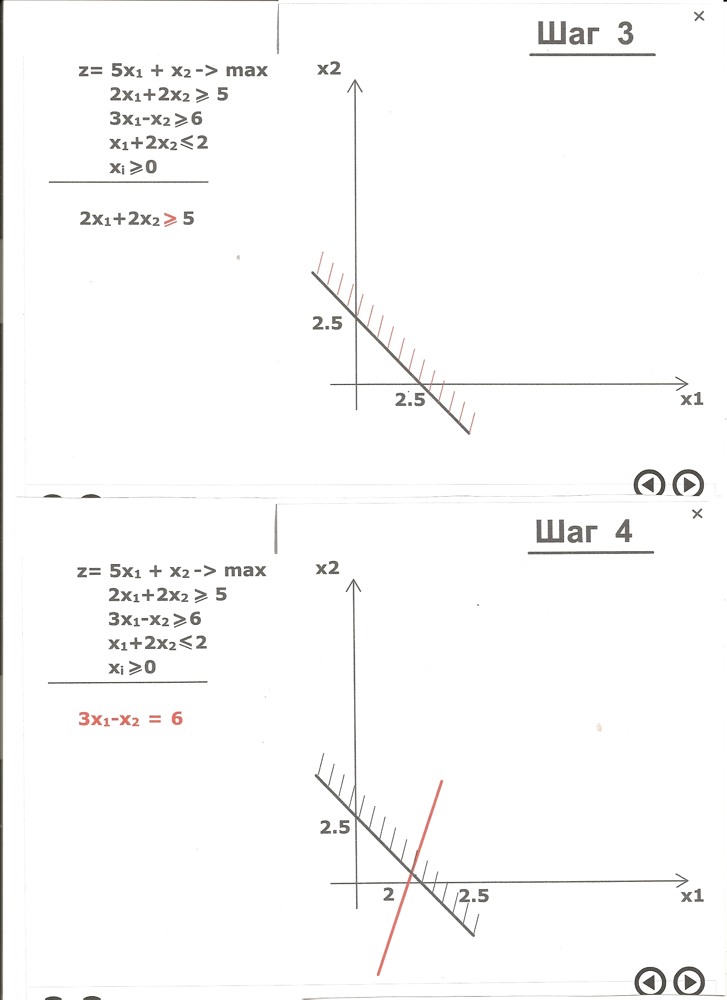 Шаг 3
z= 5x₁ + x₂ -> max
2x₁+2x₂ ⩾ 5
3x₁-x₂ ⩾ 6
x₁+2x₂ ⩽ 2
xᵢ ⩾ 0
2x₁+2x₂ ⩾ 5
x2
2.5
2.5
x1
Шаг 4
z= 5x₁ + x₂ -> max
2x₁+2x₂ ⩾ 5
3x₁-x₂ ⩾ 6
x₁+2x₂ ⩽ 2
xᵢ ⩾ 0
3x₁-x₂ = 6
x2
2.5
2
2.5
x1